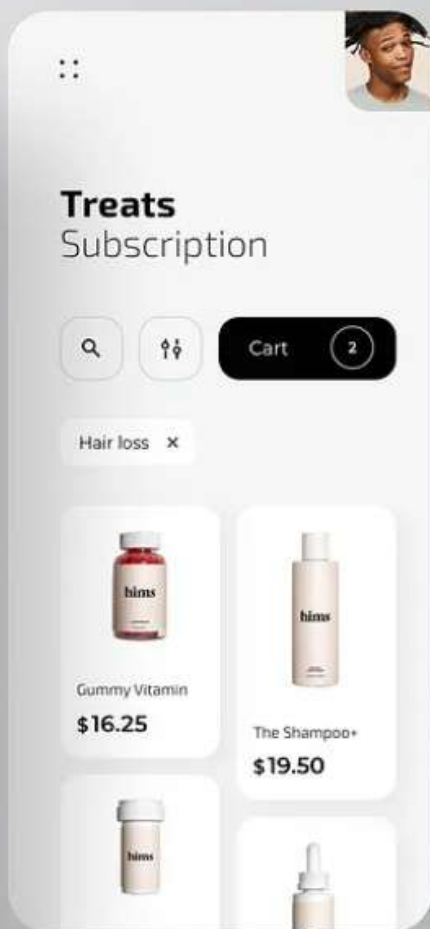 Treats
Subscription
Cart 2
Hair loss ×
hims
Gummy Vitamin
$16.25
hims
The Shampoo+
$19.50
hims